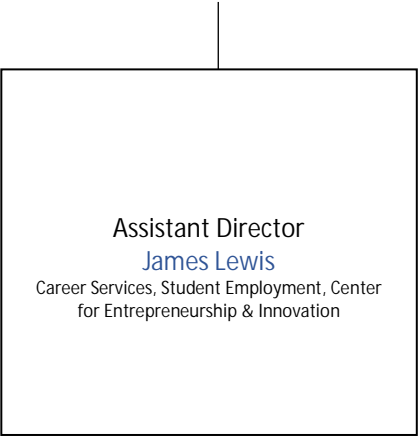 Assistant Director
James Lewis
Career Services, Student Employment, Center
for Entrepreneurship & Innovation